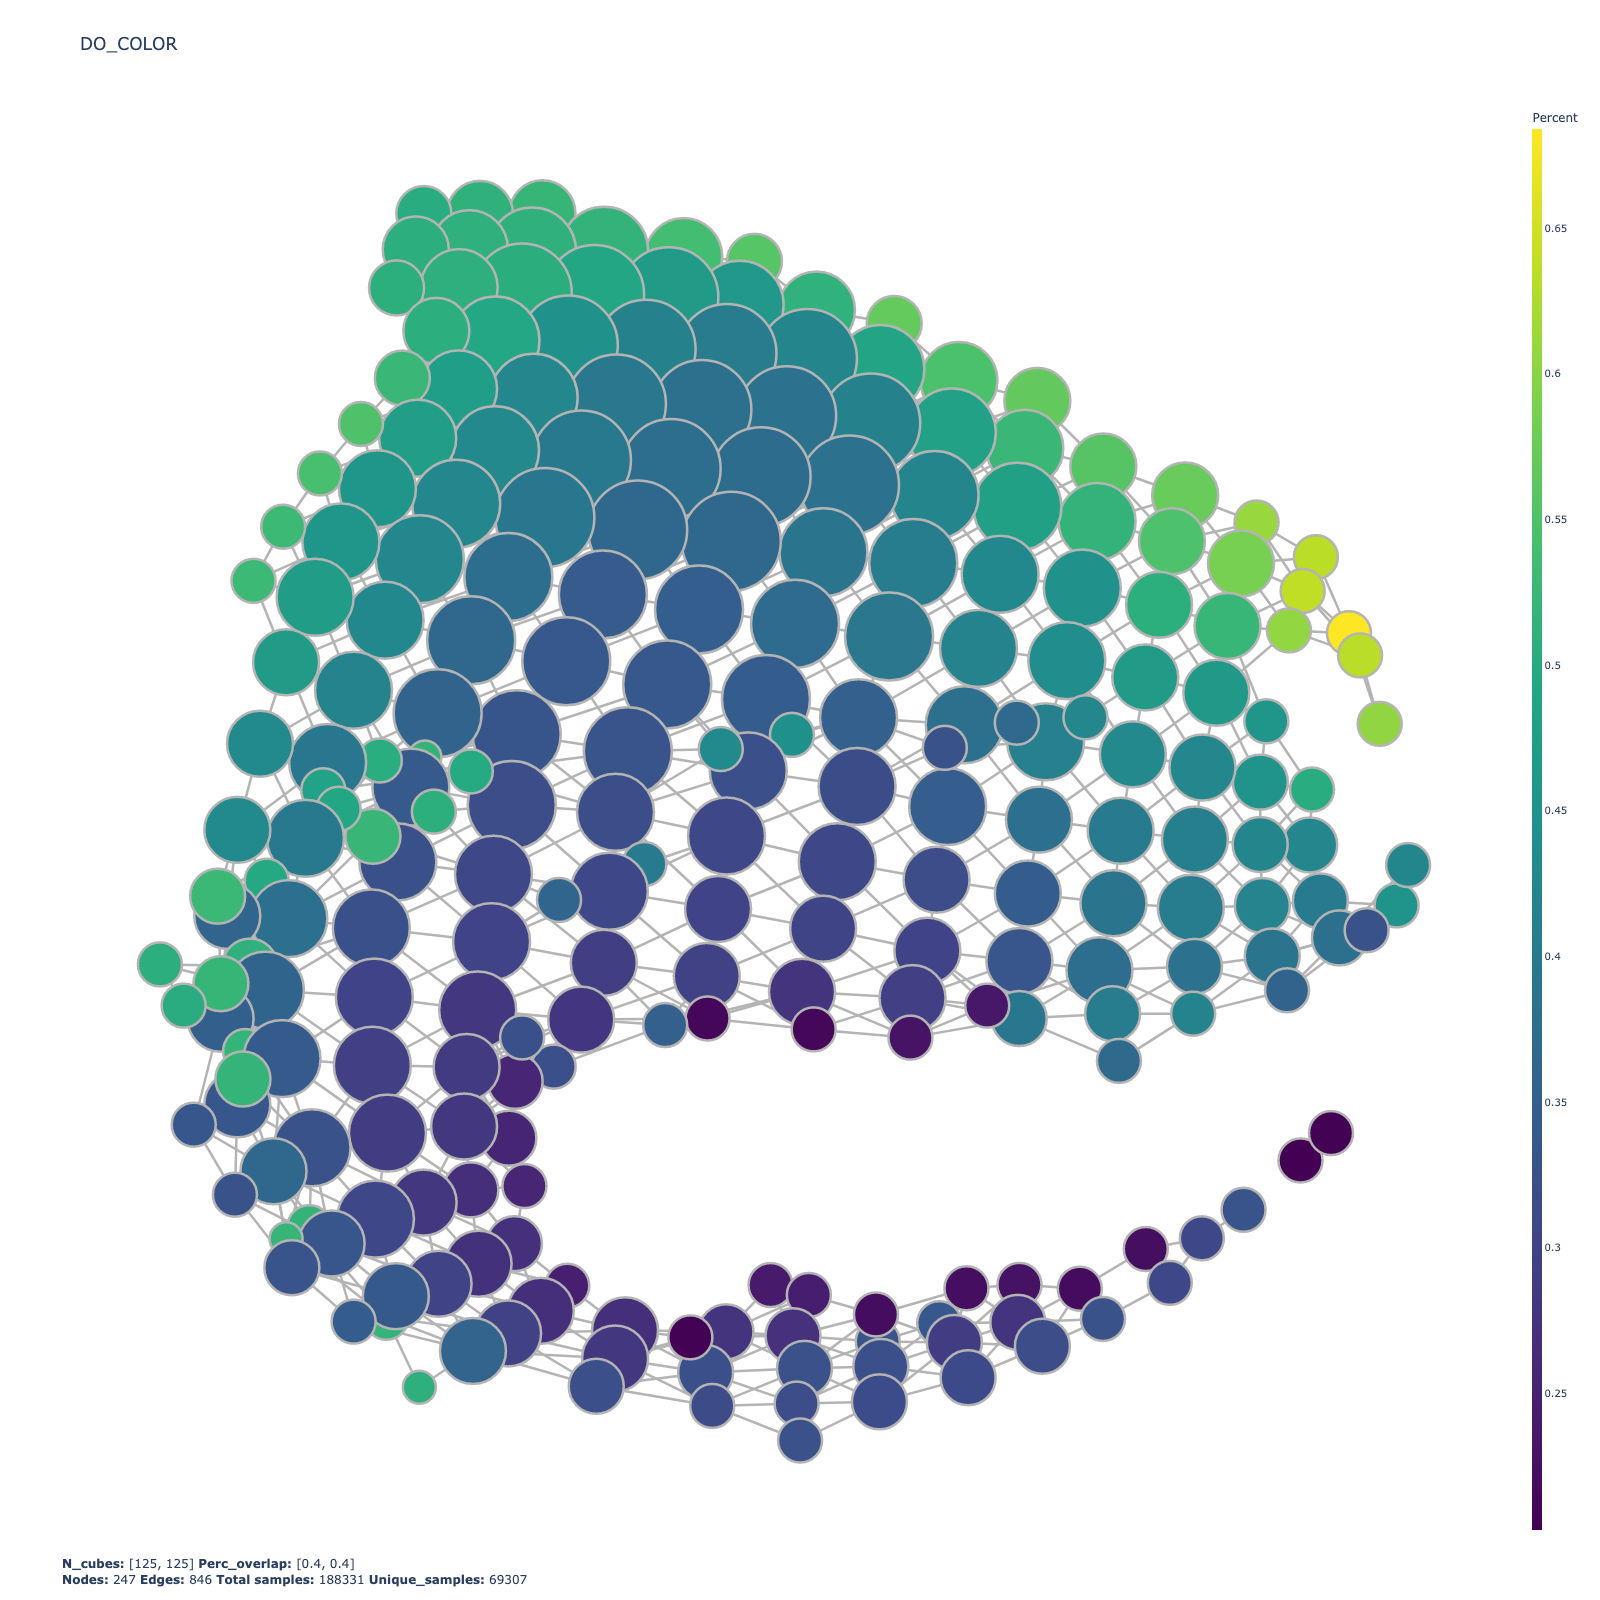 DO_COLOR
Percent
0.65
0.6
0.55
0.5
0.45
0.4
0.35
0.3
0.25
N_cubes: [125, 125] Perc_overlap: [0.4, 0.4]
Nodes: 247 Edges: 846 Total samples: 188331 Unique_samples: 69307